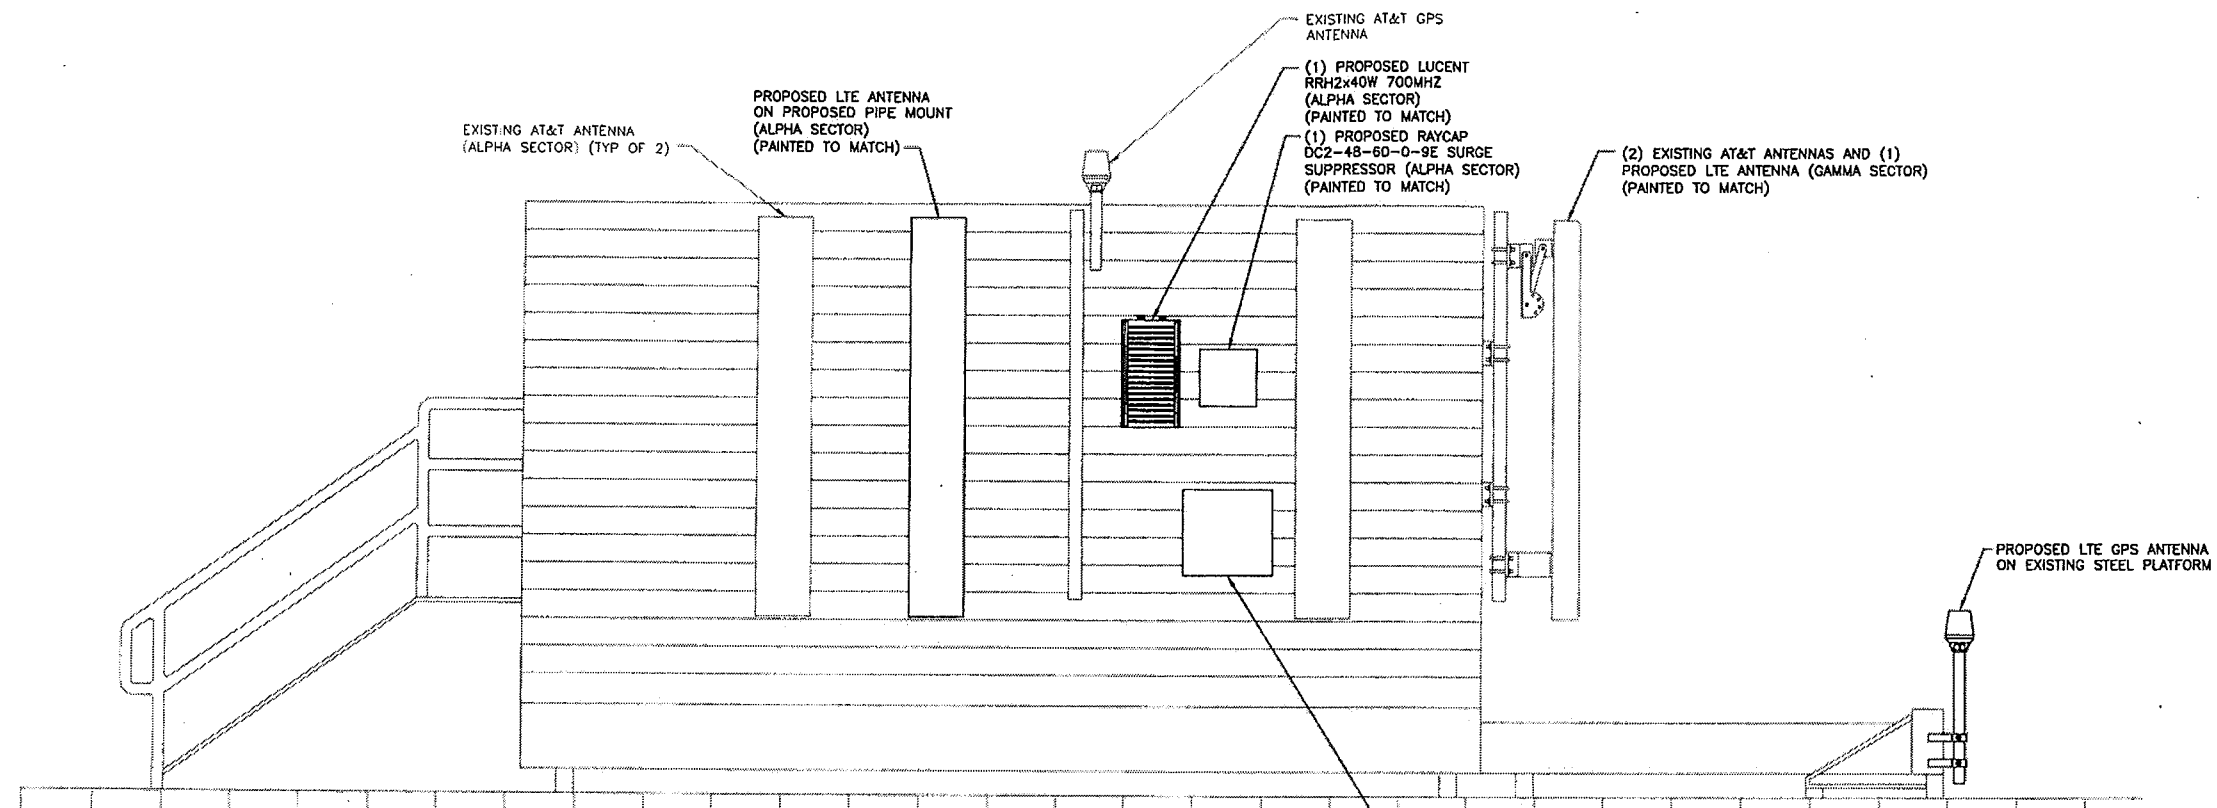 EXISTING AT&T GPS
ANTENNA
(1) PROPOSED LUCENT
RRH2x40W 700MHZ
(ALPHA SECTOR)
(PAINTED TO MATCH)
(1) PROPOSED RAYCAP
DC2-48-60-0-9E SURGE
SUPPRESSOR (ALPHA SECTOR)
(PAINTED TO MATCH)
PROPOSED LTE ANTENNA
ON PROPOSED PIPE MOUNT
(ALPHA SECTOR)
(PAINTED TO MATCH)
EXISTING AT&T ANTENNA
(ALPHA SECTOR) (TYP OF 2)
(2) EXISTING AT&T ANTENNAS AND (1)
PROPOSED LTE ANTENNA (GAMMA SECTOR)
(PAINTED TO MATCH)
PROPOSED LTE GPS ANTENNA
ON EXISTING STEEL PLATFORM